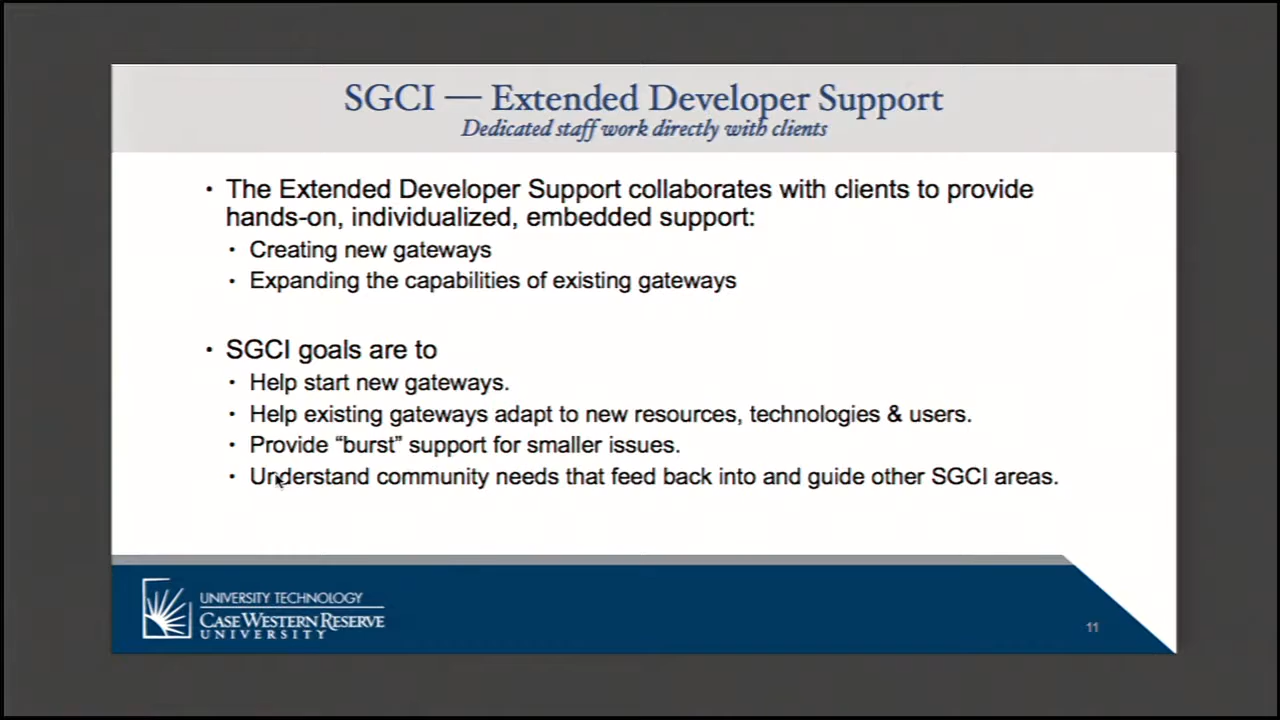 SGCI — Extended Developer Support
Dedicated staff work directly with clients
• The Extended Developer Support collaborates with clients to provide
hands-on, individualized, embedded support:
• Creating new gateways
• Expanding the capabilities of existing gateways
• SGCI goals are to
• Help start new gateways.
• Help existing gateways adapt to new resources, technologies & users.
• Provide “burst” support for smaller issues.
• Understand community needs that feed back into and guide other SGCI areas.
UNIVERSITY TECHNOLOGY
CASE WESTERN RESERVE
UNIVERSITY
11